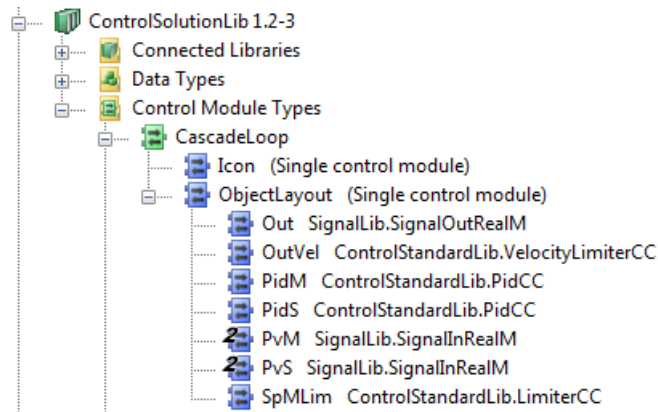 ControlSolutionLib 1.2-3
Connected Libraries
Data Types
Control Module Types
CascadeLoop
Icon (Single control module)
ObjectLayout (Single control module)
Out SignalLib.SignalOutRealM
OutVel ControlStandardLib.VelocityLimiterCC
PidM ControlStandardLib.PidCC
PidS ControlStandardLib.PidCC
2 PvM SignalLib.SignalInRealM
2 PvS SignalLib.SignalInRealM
SpMLim ControlStandardLib.LimiterCC